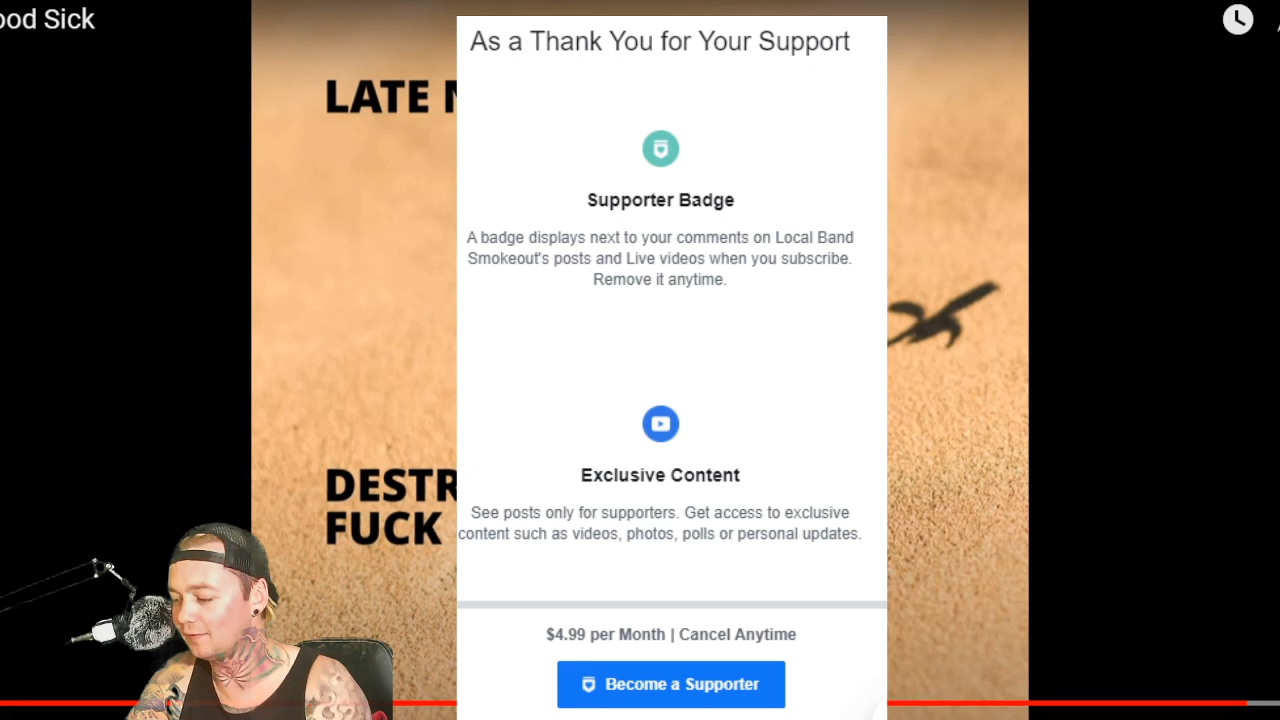 ood Sick
LATE
As a Thank You for Your Support
Supporter Badge
A badge displays next to your comments on Local Band
Smokeout's posts and Live videos when you subscribe.
Remove it anytime.
Exclusive Content
See posts only for supporters. Get access to exclusive
content such as videos, photos, polls or personal updates.
DESTR
FUCK
$4.99 per Month | Cancel Anytime
Become a Supporter